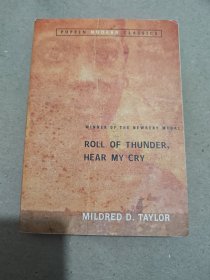 PUFFIN MODERN CLASSICS
WINNER OF THE NEWBERY MEDAL
ROLL OF THUNDER,
HEAR MY CRY
MILDRED D. TAYLOR